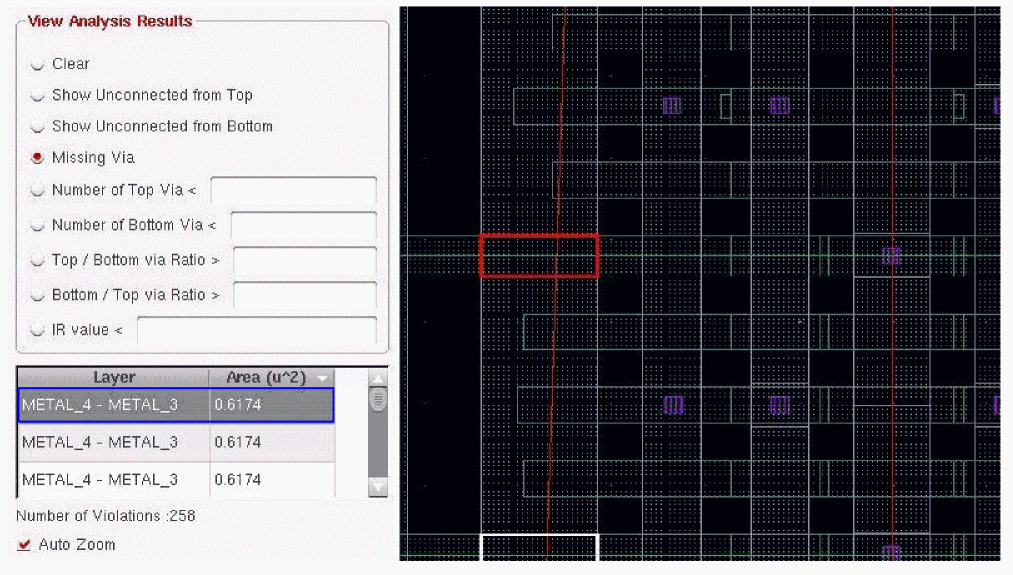 View Analysis Results
Clear
Show Unconnected from Top
Show Unconnected from Bottom
Missing Via
Number of Top Via <
Number of Bottom Via <
Top / Bottom via Ratio >
Bottom / Top via Ratio >
IR value <
Layer Area (u^2)
METAL_4 - METAL_3 0.6174
METAL_4 - METAL_3 0.6174
METAL_4 - METAL_3 0.6174
Number of Violations :258
Auto Zoom